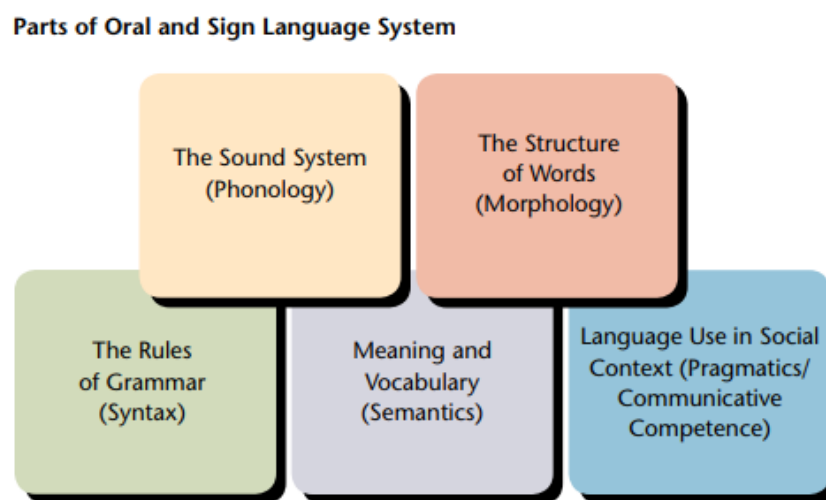 Parts of Oral and Sign Language System
The Sound System
(Phonology)
The Structure
of Words
(Morphology)
The Rules
of Grammar
(Syntax)
Meaning and
Vocabulary
(Semantics)
Language Use in Social
Context (Pragmatics/
Communicative
Competence)